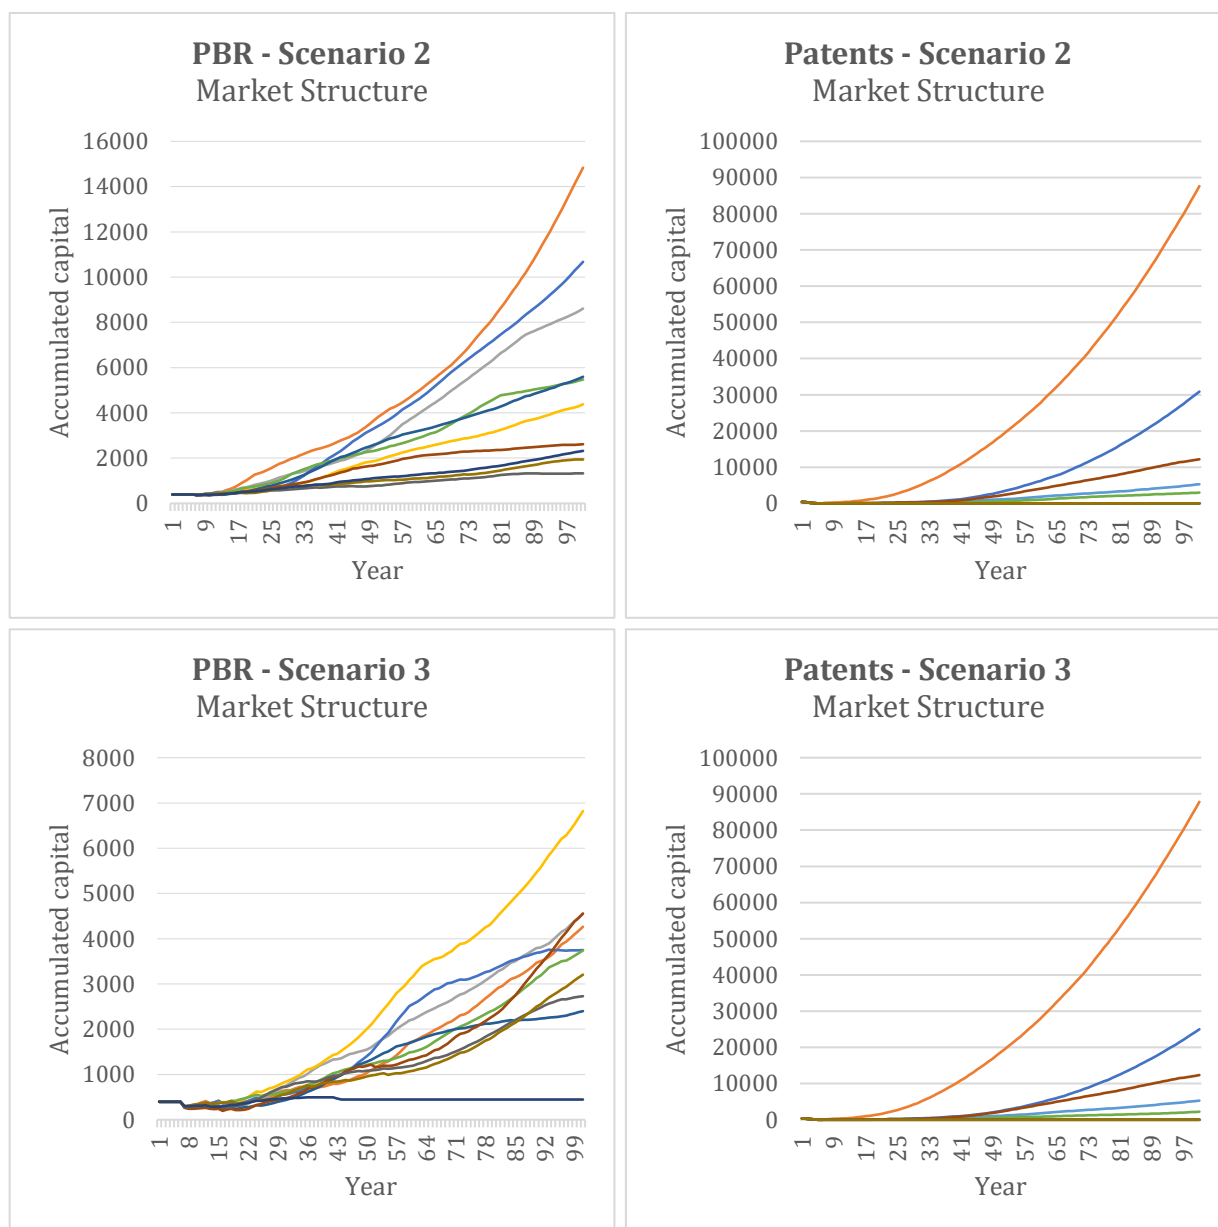 PBR - Scenario 2
Market Structure
Accumulated capital
16000
14000
12000
10000
8000
6000
4000
2000
0
1 9 17 25 33 41 49 57 65 73 81 89 97
Year
Patents - Scenario 2
Market Structure
Accumulated capital
100000
90000
80000
70000
60000
50000
40000
30000
20000
10000
0
1 9 17 25 33 41 49 57 65 73 81 89 97
Year
PBR - Scenario 3
Market Structure
Accumulated capital
8000
7000
6000
5000
4000
3000
2000
1000
0
1 8 15 22 29 36 43 50 57 64 71 78 85 92 99
Year
Patents - Scenario 3
Market Structure
Accumulated capital
100000
90000
80000
70000
60000
50000
40000
30000
20000
10000
0
1 9 17 25 33 41 49 57 65 73 81 89 97
Year